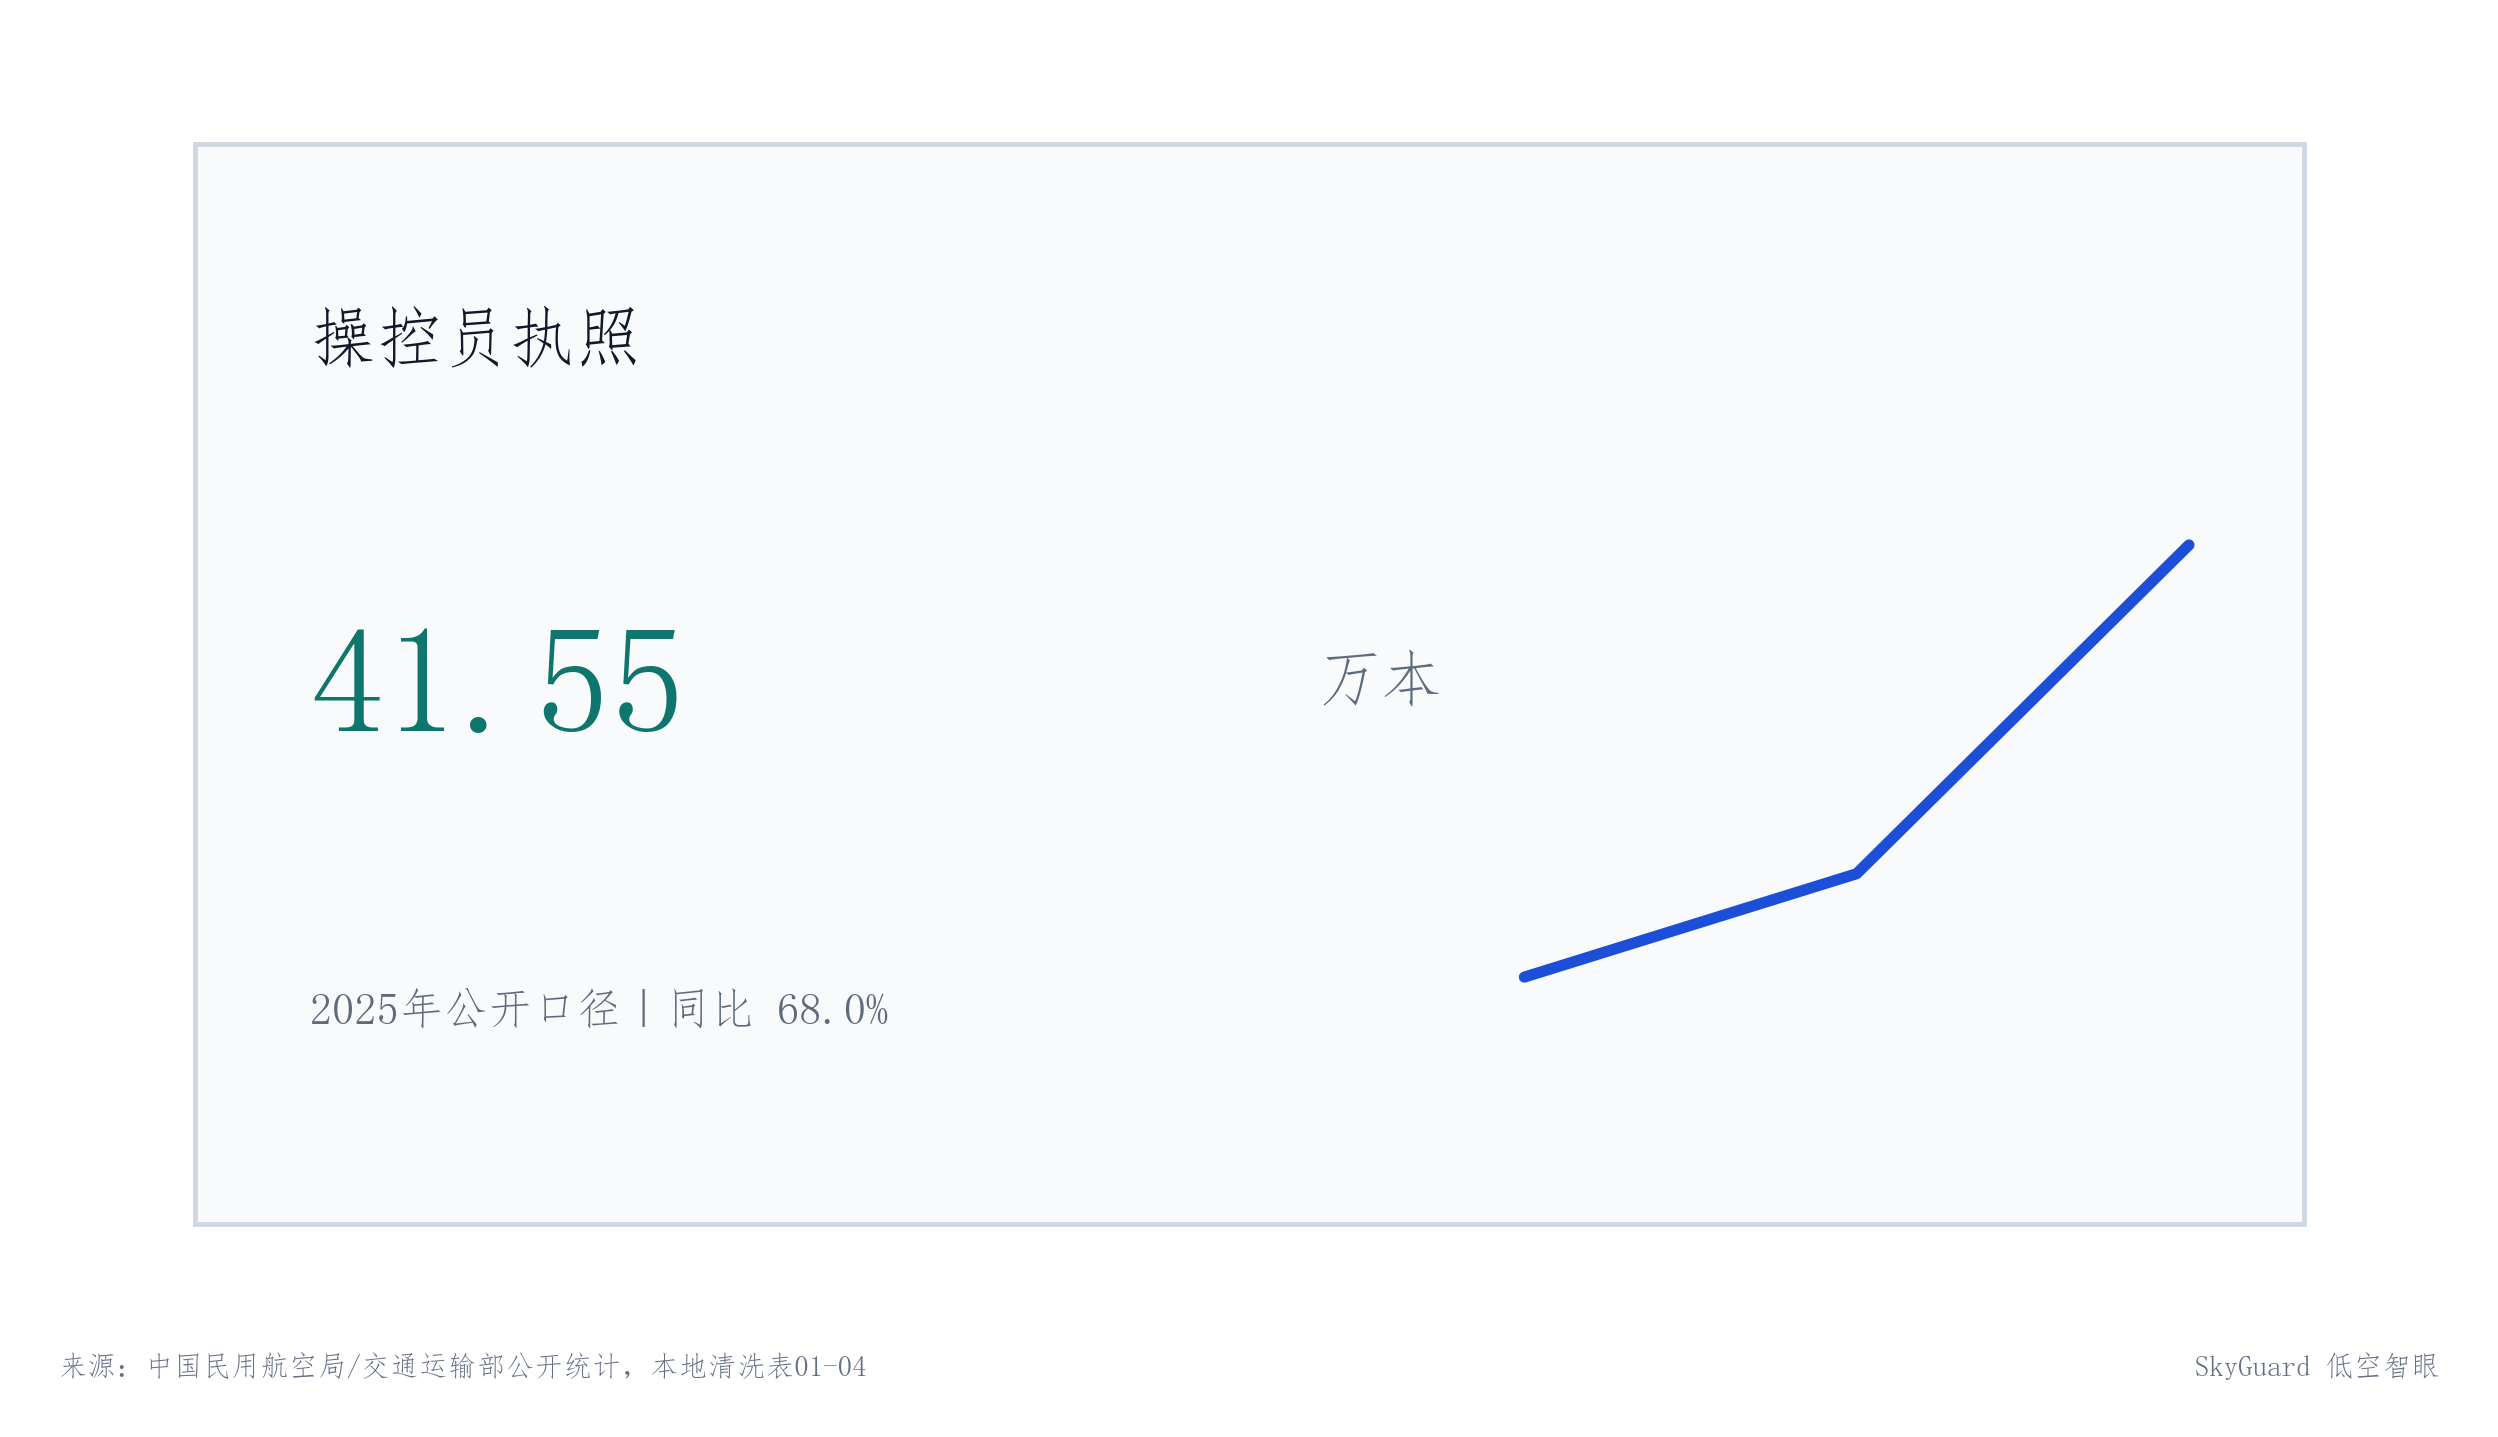 操控员执照
41.55 万本
2025年公开口径｜同比 68.0%
来源：中国民用航空局/交通运输部公开统计，本地清洗表01-04
SkyGuard 低空智眼